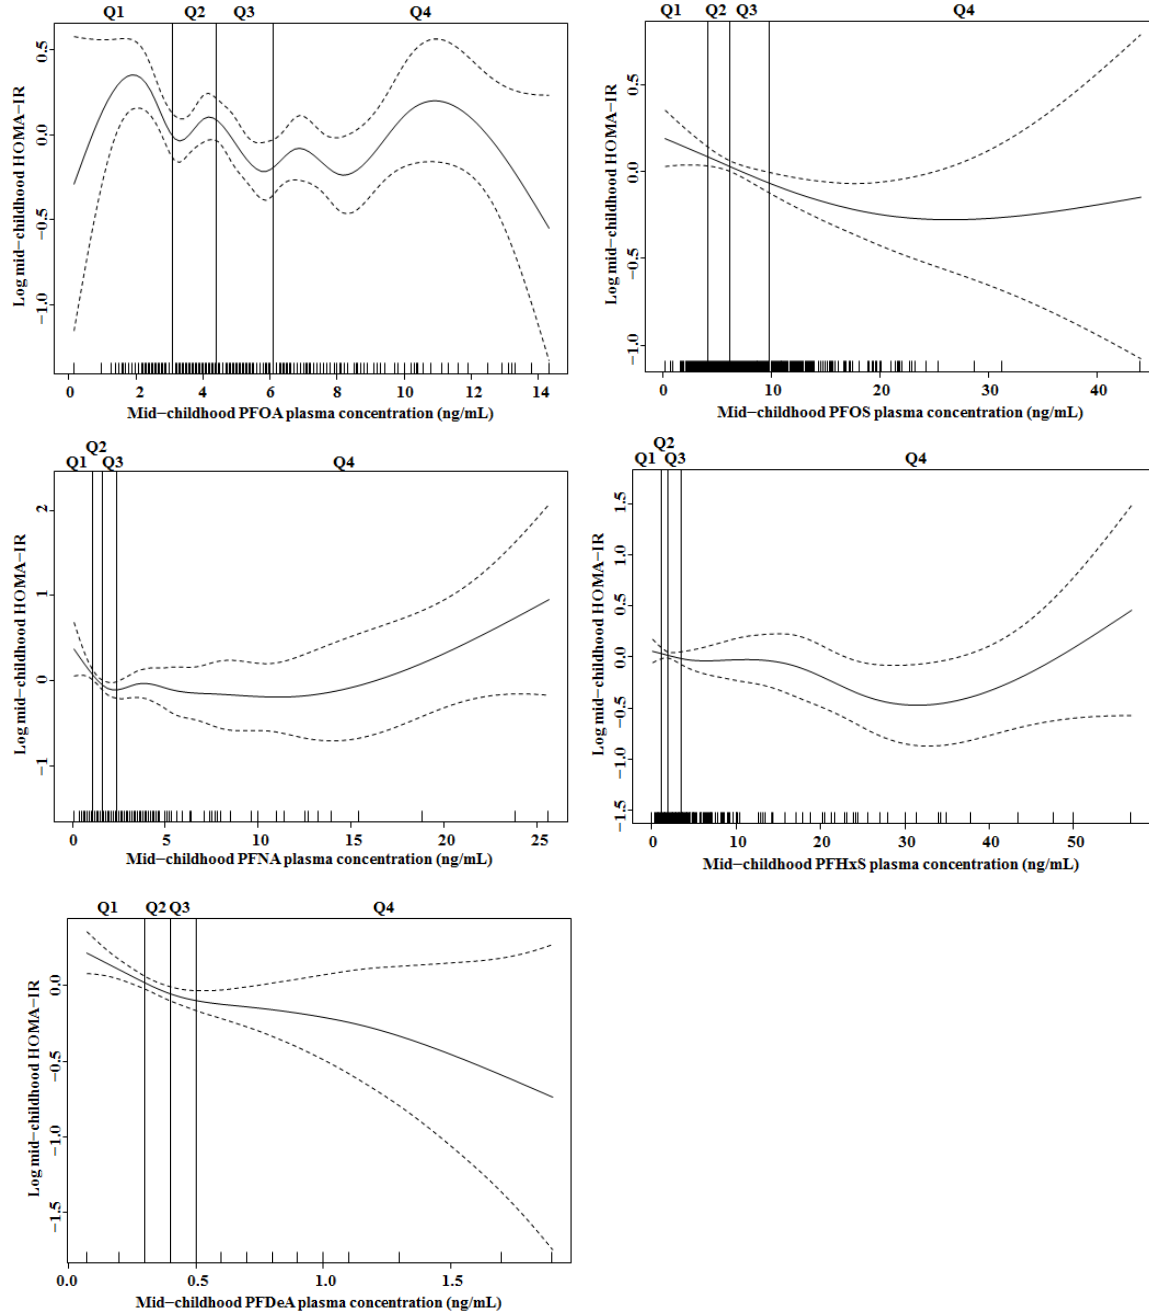 Q1 Q2 Q3 Q4
Log mid−childhood HOMA−IR
0.5
0.0
−0.5
−1.0
0 2 4 6 8 10 12 14
Mid−childhood PFOA plasma concentration (ng/mL)
Q1 Q2 Q3 Q4
Log mid−childhood HOMA−IR
0.5
0.0
−0.5
−1.0
0 10 20 30 40
Mid−childhood PFOS plasma concentration (ng/mL)
Q2
Q1 Q3 Q4
Log mid−childhood HOMA−IR
2
1
0
−1
0 5 10 15 20 25
Mid−childhood PFNA plasma concentration (ng/mL)
Q2
Q1 Q3 Q4
Log mid−childhood HOMA−IR
1.5
1.0
0.5
0.0
−0.5
−1.0
−1.5
0 10 20 30 40 50
Mid−childhood PFHxS plasma concentration (ng/mL)
Q1 Q2 Q3 Q4
Log mid−childhood HOMA−IR
0.0
−0.5
−1.0
−1.5
0.0 0.5 1.0 1.5
Mid−childhood PFDeA plasma concentration (ng/mL)